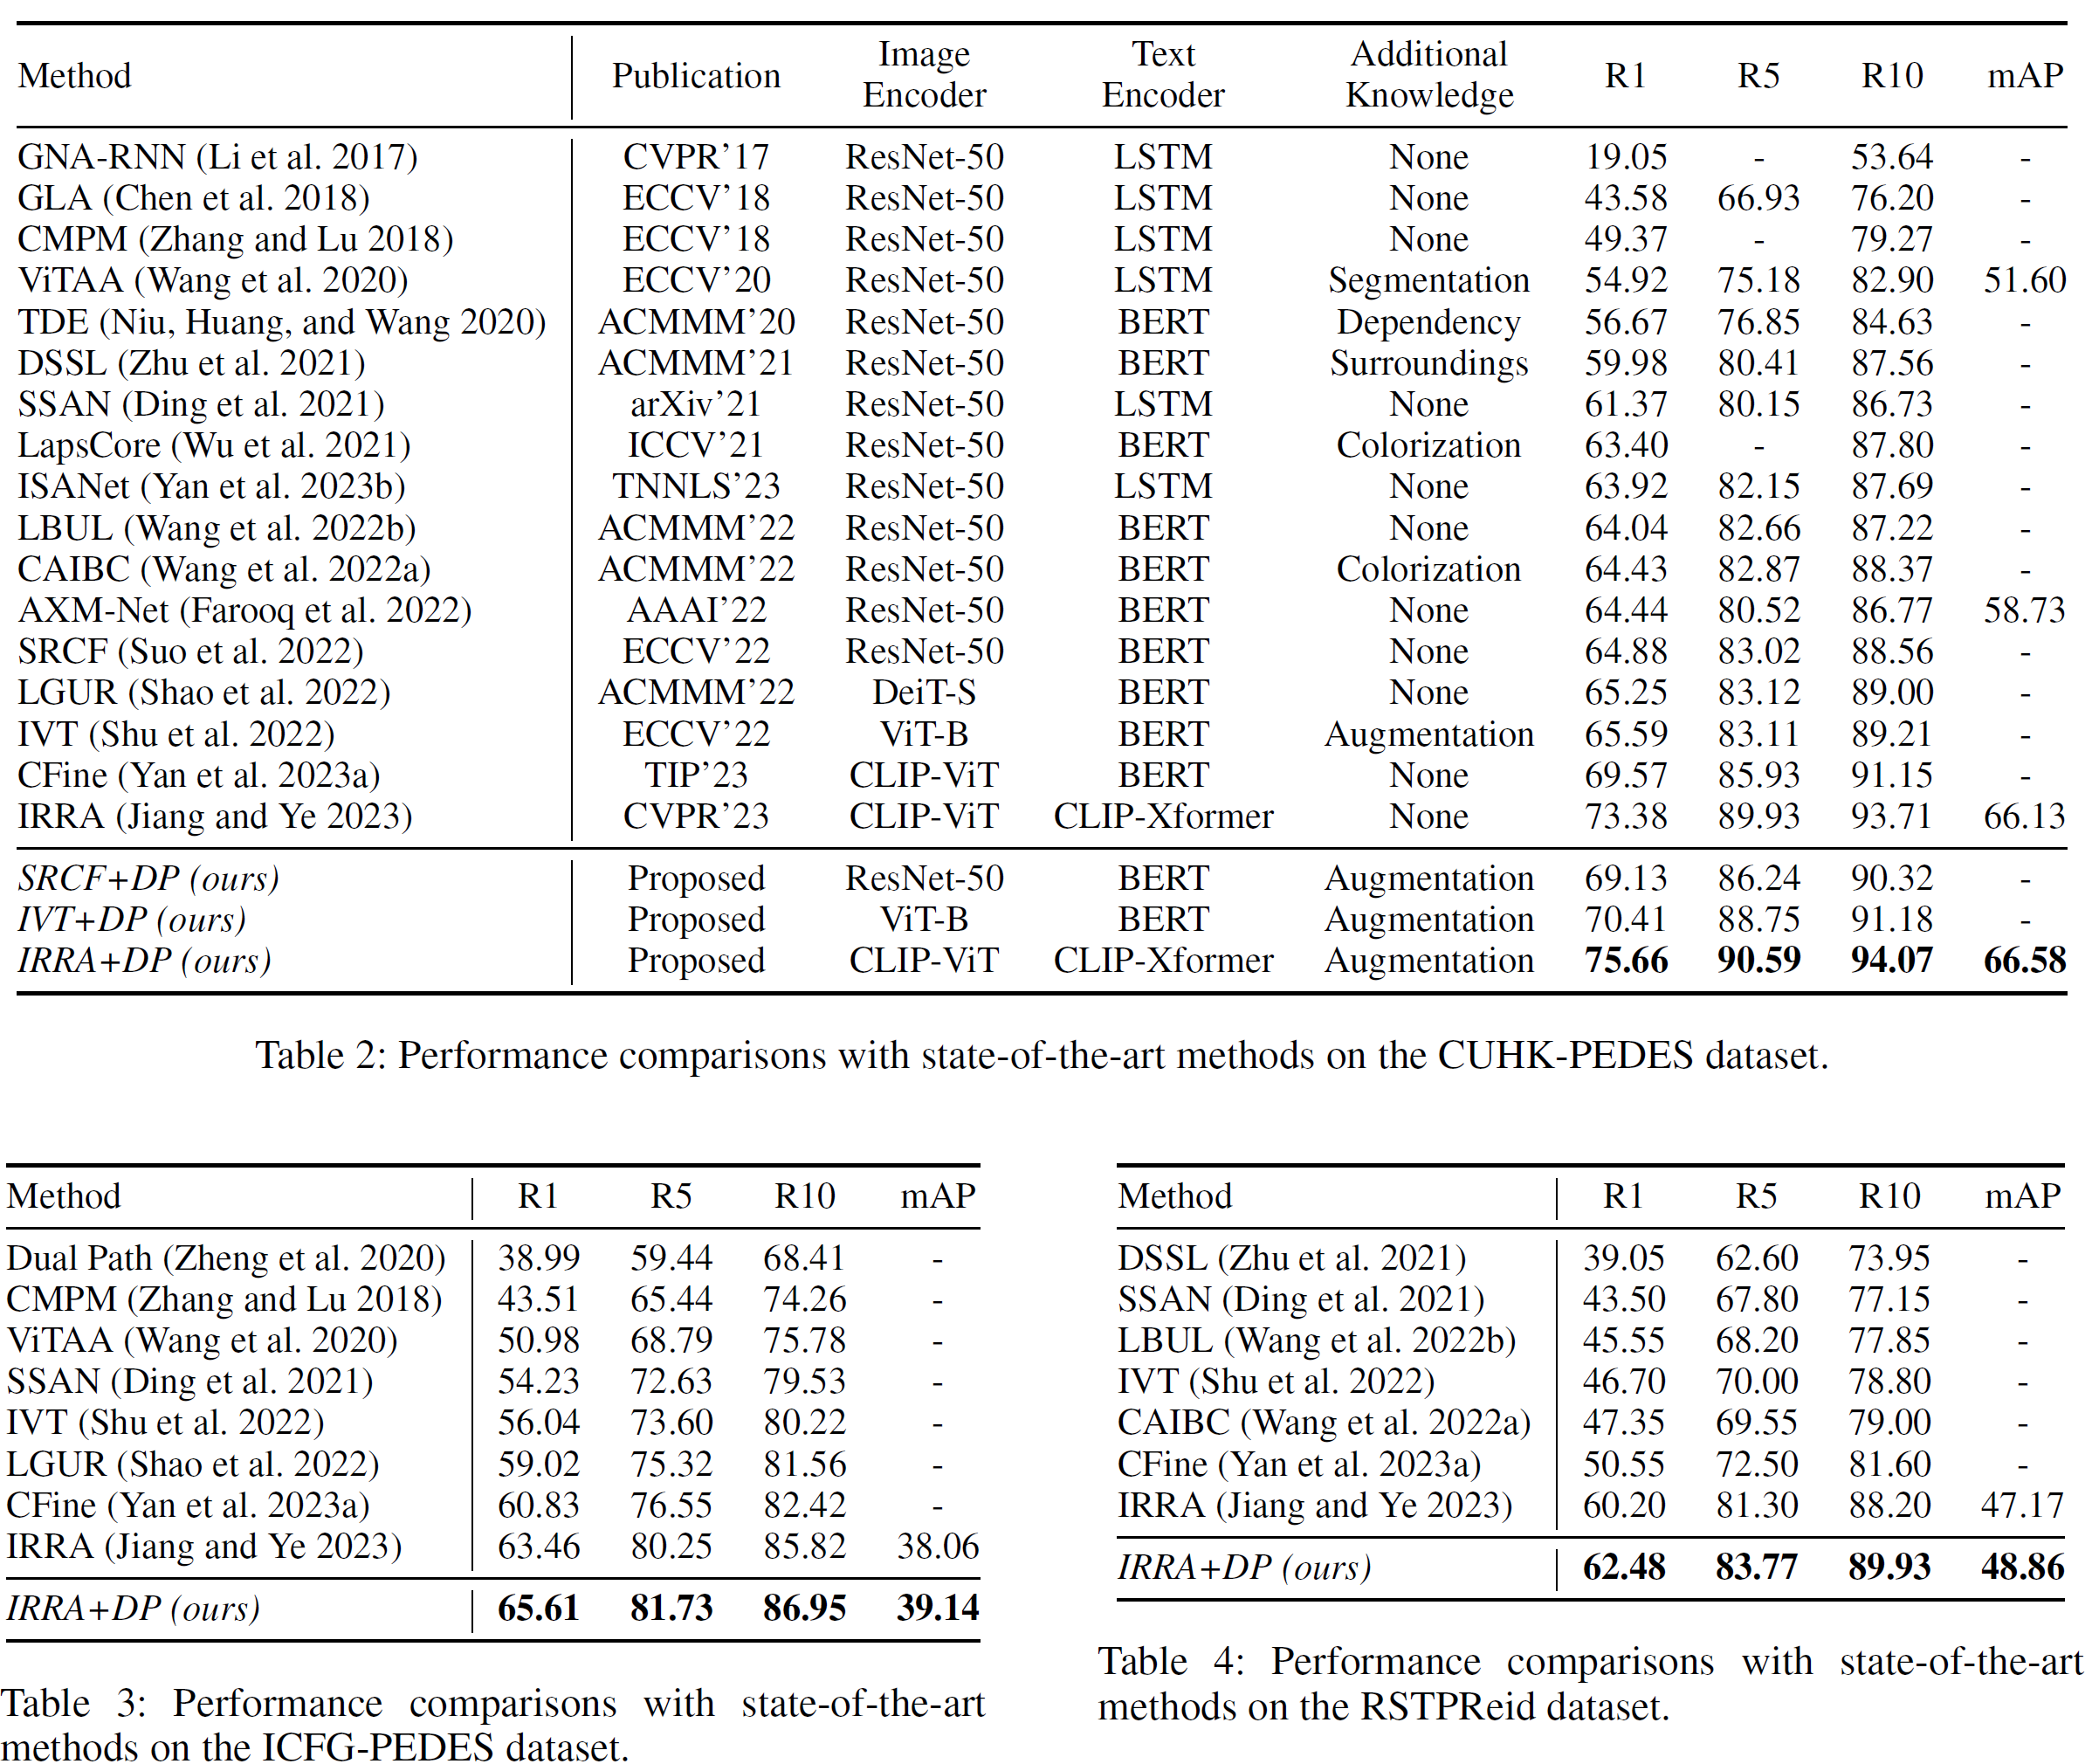 Method Publication Image Encoder Text Encoder Additional Knowledge R1 R5 R10 mAP
GNA-RNN (Li et al. 2017) CVPR’17 ResNet-50 LSTM None 19.05 - 53.64 -
GLA (Chen et al. 2018) ECCV’18 ResNet-50 LSTM None 43.58 66.93 76.20 -
CMPM (Zhang and Lu 2018) ECCV’18 ResNet-50 LSTM None 49.37 - 79.27 -
ViTAA (Wang et al. 2020) ECCV’20 ResNet-50 LSTM Segmentation 54.92 75.18 82.90 51.60
TDE (Niu, Huang, and Wang 2020) ACMMM’20 ResNet-50 BERT Dependency 56.67 76.85 84.63 -
DSSL (Zhu et al. 2021) ACMMM’21 ResNet-50 BERT Surroundings 59.98 80.41 87.56 -
SSAN (Ding et al. 2021) arXiv’21 ResNet-50 LSTM None 61.37 80.15 86.73 -
LapsCore (Wu et al. 2021) ICCV’21 ResNet-50 BERT Colorization 63.40 - 87.80 -
ISANet (Yan et al. 2023b) TNNLS’23 ResNet-50 LSTM None 63.92 82.15 87.69 -
LBUL (Wang et al. 2022b) ACMMM’22 ResNet-50 BERT None 64.04 82.66 87.22 -
CAIBC (Wang et al. 2022a) ACMMM’22 ResNet-50 BERT Colorization 64.43 82.87 88.37 -
AXM-Net (Farooq et al. 2022) AAAI’22 ResNet-50 BERT None 64.44 80.52 86.77 58.73
SRCF (Suo et al. 2022) ECCV’22 ResNet-50 BERT None 64.88 83.02 88.56 -
LGUR (Shao et al. 2022) ACMMM’22 DeiT-S BERT None 65.25 83.12 89.00 -
IVT (Shu et al. 2022) ECCV’22 ViT-B BERT Augmentation 65.59 83.11 89.21 -
CFine (Yan et al. 2023a) TIP’23 CLIP-ViT BERT None 69.57 85.93 91.15 -
IRRA (Jiang and Ye 2023) CVPR’23 CLIP-ViT CLIP-Xformer None 73.38 89.93 93.71 66.13
SRCF+DP (ours) Proposed ResNet-50 BERT Augmentation 69.13 86.24 90.32 -
IVT+DP (ours) Proposed ViT-B BERT Augmentation 70.41 88.75 91.18 -
IRRA+DP (ours) Proposed CLIP-ViT CLIP-Xformer Augmentation 75.66 90.59 94.07 66.58
Table 2: Performance comparisons with state-of-the-art methods on the CUHK-PEDES dataset.
Method R1 R5 R10 mAP
Dual Path (Zheng et al. 2020) 38.99 59.44 68.41 -
CMPM (Zhang and Lu 2018) 43.51 65.44 74.26 -
ViTAA (Wang et al. 2020) 50.98 68.79 75.78 -
SSAN (Ding et al. 2021) 54.23 72.63 79.53 -
IVT (Shu et al. 2022) 56.04 73.60 80.22 -
LGUR (Shao et al. 2022) 59.02 75.32 81.56 -
CFine (Yan et al. 2023a) 60.83 76.55 82.42 -
IRRA (Jiang and Ye 2023) 63.46 80.25 85.82 38.06
IRRA+DP (ours) 65.61 81.73 86.95 39.14
Table 3: Performance comparisons with state-of-the-art
methods on the ICFG-PEDES dataset.
Method R1 R5 R10 mAP
DSSL (Zhu et al. 2021) 39.05 62.60 73.95 -
SSAN (Ding et al. 2021) 43.50 67.80 77.15 -
LBUL (Wang et al. 2022b) 45.55 68.20 77.85 -
IVT (Shu et al. 2022) 46.70 70.00 78.80 -
CAIBC (Wang et al. 2022a) 47.35 69.55 79.00 -
CFine (Yan et al. 2023a) 50.55 72.50 81.60 -
IRRA (Jiang and Ye 2023) 60.20 81.30 88.20 47.17
IRRA+DP (ours) 62.48 83.77 89.93 48.86
Table 4: Performance comparisons with state-of-the-art
methods on the RSTPReid dataset.